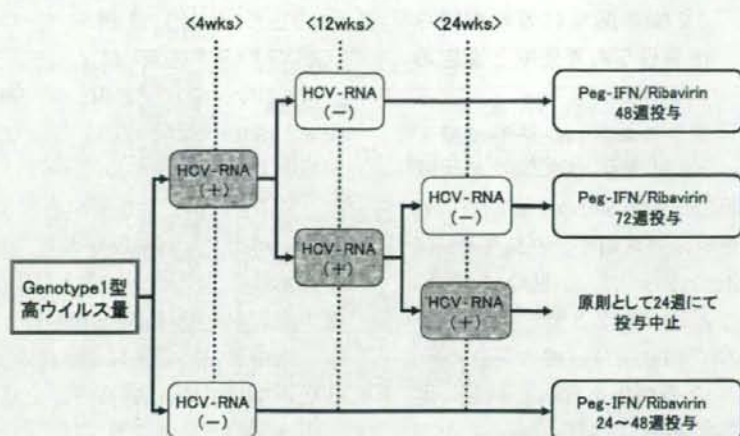 <4wks>
<12wks>
<24wks>
HCV-RNA
(－)
Peg-IFN/Ribavirin
48週投与
HCV-RNA
(＋)
HCV-RNA
(－)
Peg-IFN/Ribavirin
72週投与
HCV-RNA
(＋)
Genotype1型
高ウイルス量
HCV-RNA
(＋)
原則として24週にて
投与中止
HCV-RNA
(－)
Peg-IFN/Ribavirin
24～48週投与